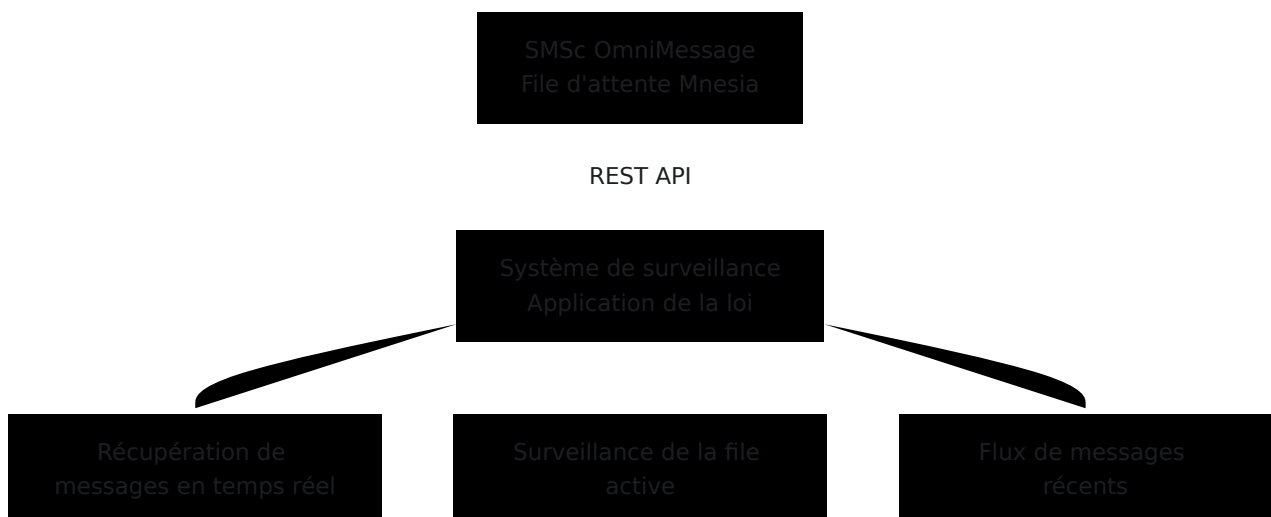 SMSc OmniMessage
File d'attente Mnesia
REST API
Système de surveillance
Application de la loi
Récupération de
messages en temps réel
Surveillance de la file
active
Flux de messages
récents